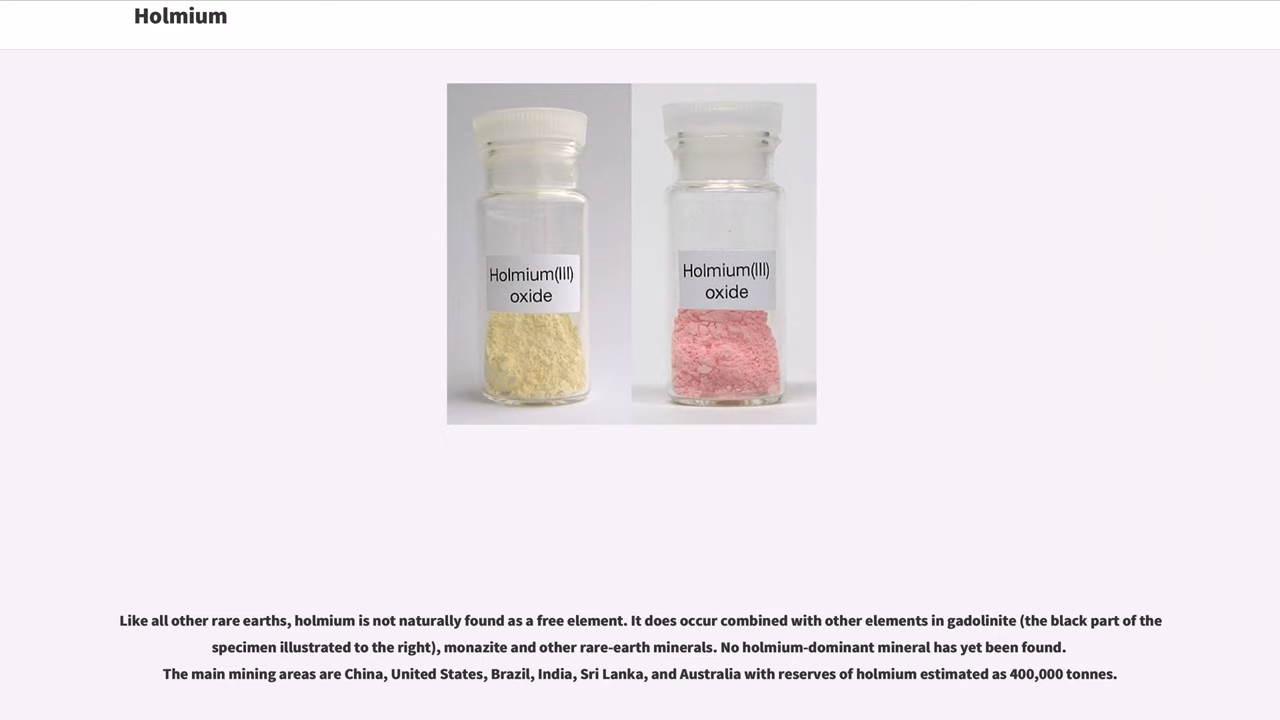 Holmium
Holmium(III)
oxide
Holmium(III)
oxide
Like all other rare earths, holmium is not naturally found as a free element. It does occur combined with other elements in gadolinite (the black part of the
specimen illustrated to the right), monazite and other rare-earth minerals. No holmium-dominant mineral has yet been found.
The main mining areas are China, United States, Brazil, India, Sri Lanka, and Australia with reserves of holmium estimated as 400,000 tonnes.